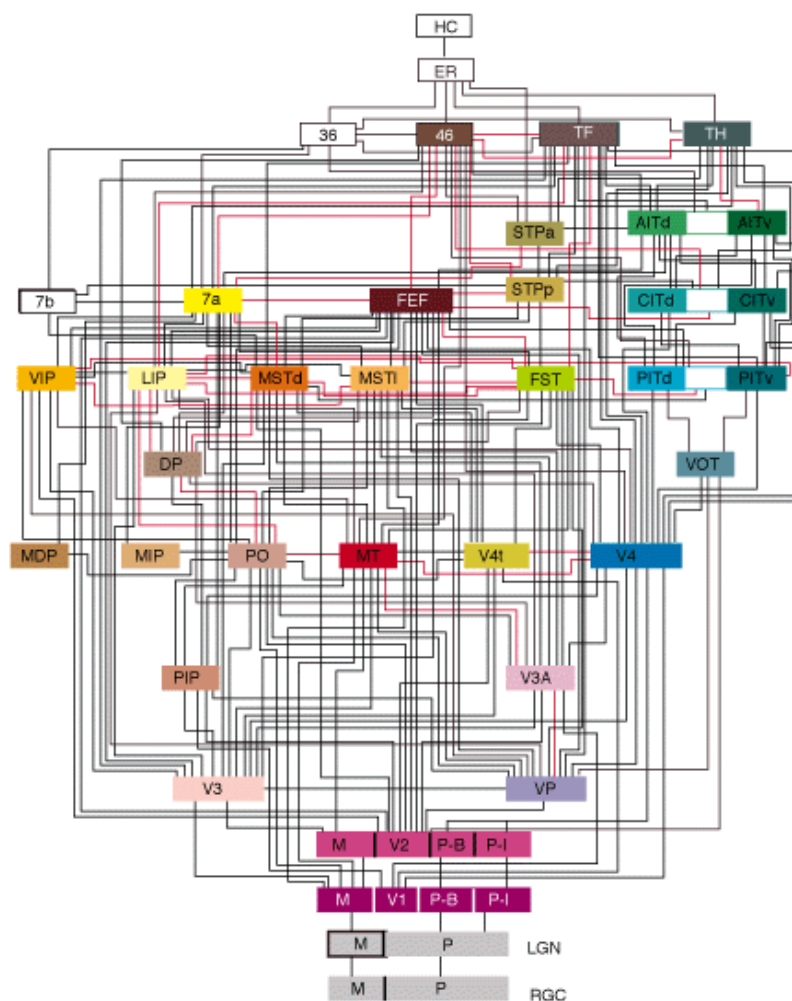 HC
ER
36 46 TF TH
STPa AITd AITv
7b 7a FEF STPp CITd CITv
VIP LIP MSTd MSTl FST PITd PITv
DP VOT
MDP MIP PO MT V4t V4
PIP V3A
V3 VP
M V2 P-B P-I
M V1 P-B P-I
M P LGN
M P RGC